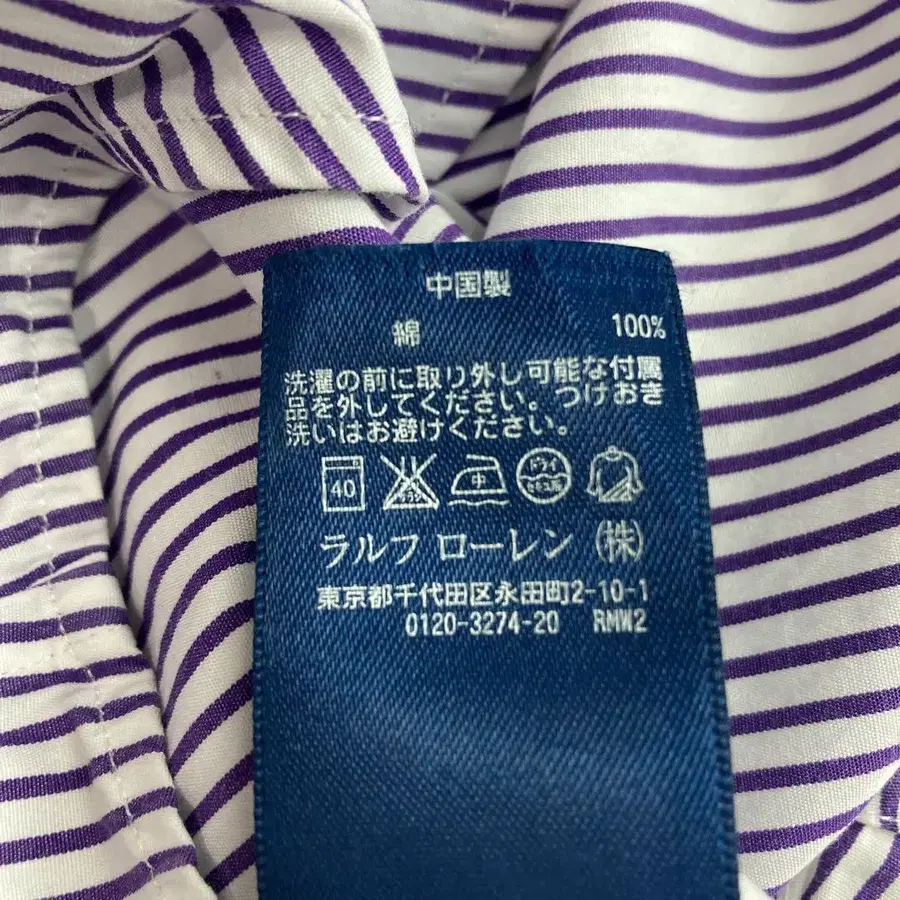 中国製
綿 100%
洗濯の前に取り外し可能な付属
品を外してください。つけおき
洗いはお避けください。
40 中 ドライ
ラルフ ローレン (株)
東京都千代田区永田町2-10-1
0120-3274-20 RMW2